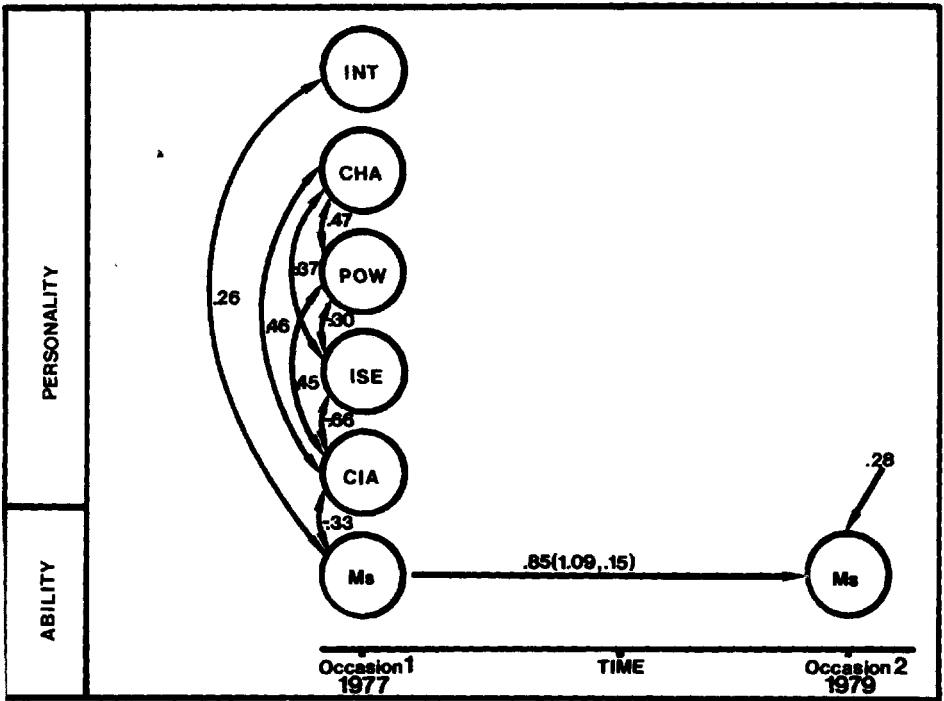 INT
CHA
.47
-.37
POW
PERSONALITY
.26
.46
-.30
ISE
.45
-.66
.28
CIA
-.33
ABILITY
Ms
.85(1.09,.15)
Ms
Occasion 1
TIME
Occasion 2
1977
1979